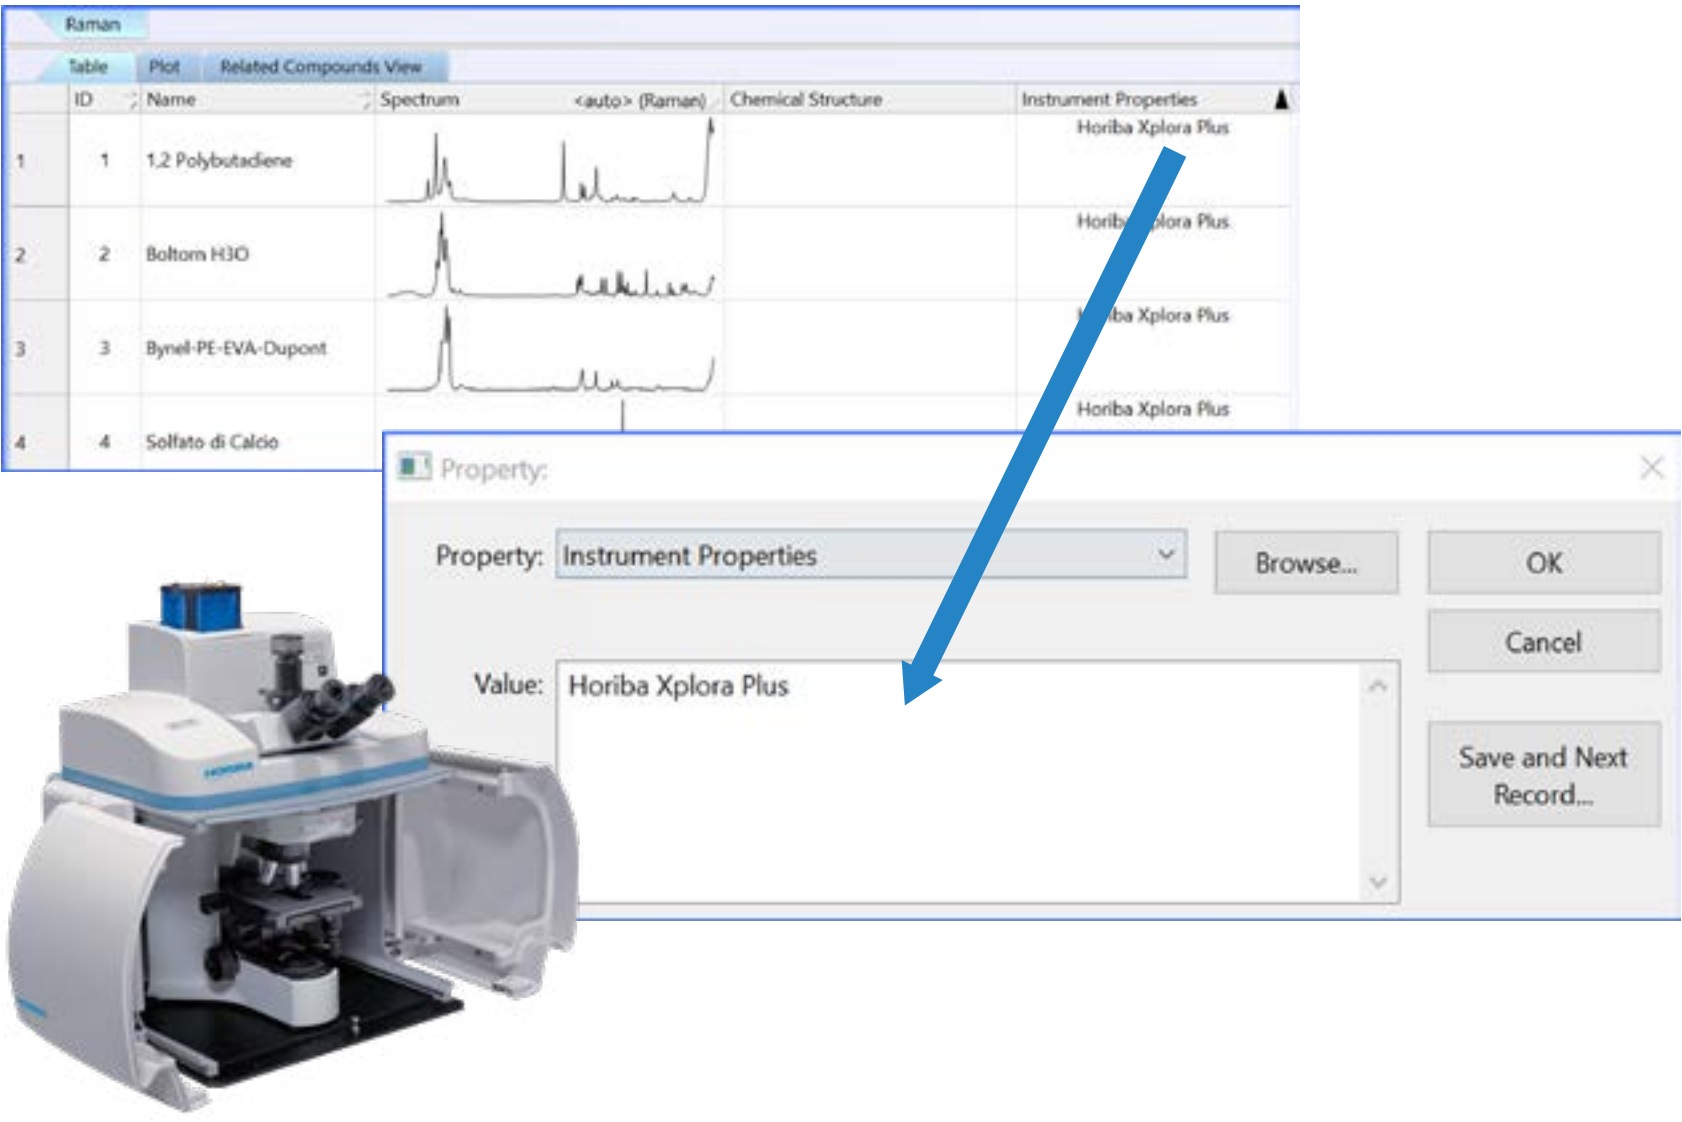 Raman
Table Plot Related Compounds View
ID Name Spectrum <auto> (Raman) Chemical Structure Instrument Properties
Horiba Xplora Plus
1 1 1,2 Polybutadiene
Horiba Xplora Plus
2 2 Boltorn H3O
Horiba Xplora Plus
3 3 Bynel-PE-EVA-Dupont
Horiba Xplora Plus
4 4 Solfato di Calcio
Property:
Property: Instrument Properties Browse... OK
Cancel
Value: Horiba Xplora Plus
Save and Next
Record...
HORIBA